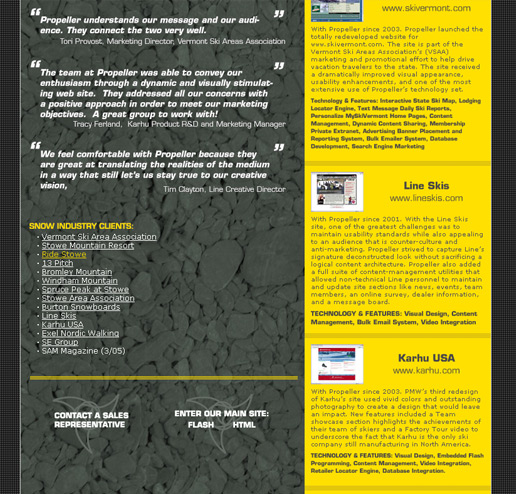 “ Propeller understands our message and our audi- ”
ence. They connect the two very well.
Tori Provost, Marketing Director, Vermont Ski Areas Association
“ The team at Propeller was able to convey our ”
enthusiasm through a dynamic and visually stimulat-
ing web site. They addressed all our concerns with
a positive approach in order to meet our marketing
objectives. A great group to work with!
Tracy Ferland, Karhu Product R&D and Marketing Manager
“ We feel comfortable with Propeller because they ”
are great at translating the realities of the medium
in a way that still let's us stay true to our creative
vision,
Tim Clayton, Line Creative Director
SNOW INDUSTRY CLIENTS:
· Vermont Ski Area Association
· Stowe Mountain Resort
· Ride Stowe
· 13 Pitch
· Bromley Mountain
· Windham Mountain
· Spruce Peak at Stowe
· Stowe Area Association
· Burton Snowboards
· Line Skis
· Karhu USA
· Exel Nordic Walking
· SE Group
· SAM Magazine (3/05)
CONTACT A SALES
REPRESENTATIVE
ENTER OUR MAIN SITE:
FLASH HTML
www.skivermont.com
With Propeller since 2003. Propeller launched the
totally redeveloped website for
www.skivermont.com. The site is part of the
Vermont Ski Area Association's (VSAA)
marketing and promotional effort to help drive
vacation travelers to the state. The site received
a dramatically improved visual appearance,
usability enhancements, and one of the most
extensive use of Propeller's technology set.
Technology & Features: Interactive State Ski Map, Lodging
Locator Engine, Text Message Daily Ski Reports,
Personalize MySkiVermont Home Pages, Content
Management, Dynamic Content Sharing, Membership
Private Extranet, Advertising Banner Placement and
Reporting System, Bulk Emailer System, Database
Development, Search Engine Marketing
Line Skis
www.lineskis.com
With Propeller since 2001. With the Line Skis
site, one of the greatest challenges was to
maintain usability standards while also appealing
to an audience that is counter-culture and
anti-marketing. Propeller strived to capture Line's
signature deconstructed look without sacrificing a
logical content architecture. Propeller also added
a full suite of content-management utilities that
allowed non-technical Line personnel to maintain
and update site sections like news, events, team
members, an online survey, dealer information,
and a message board.
TECHNOLOGY & FEATURES: Visual Design, Content
Management, Bulk Email System, Video Integration
Karhu USA
www.karhu.com
With Propeller since 2003. PMW's third redesign
of Karhu's site used vivid colors and outstanding
photography to create a design that would leave
an impact. New features included a Team
showcase section highlights the achievements of
their team of skiers and a Factory Tour video to
underscore the fact that Karhu is the only ski
company still manufacturing in North America.
TECHNOLOGY & FEATURES: Visual Design, Embedded Flash
Programming, Content Management, Video Integration,
Retailer Locator Engine, Database Integration.